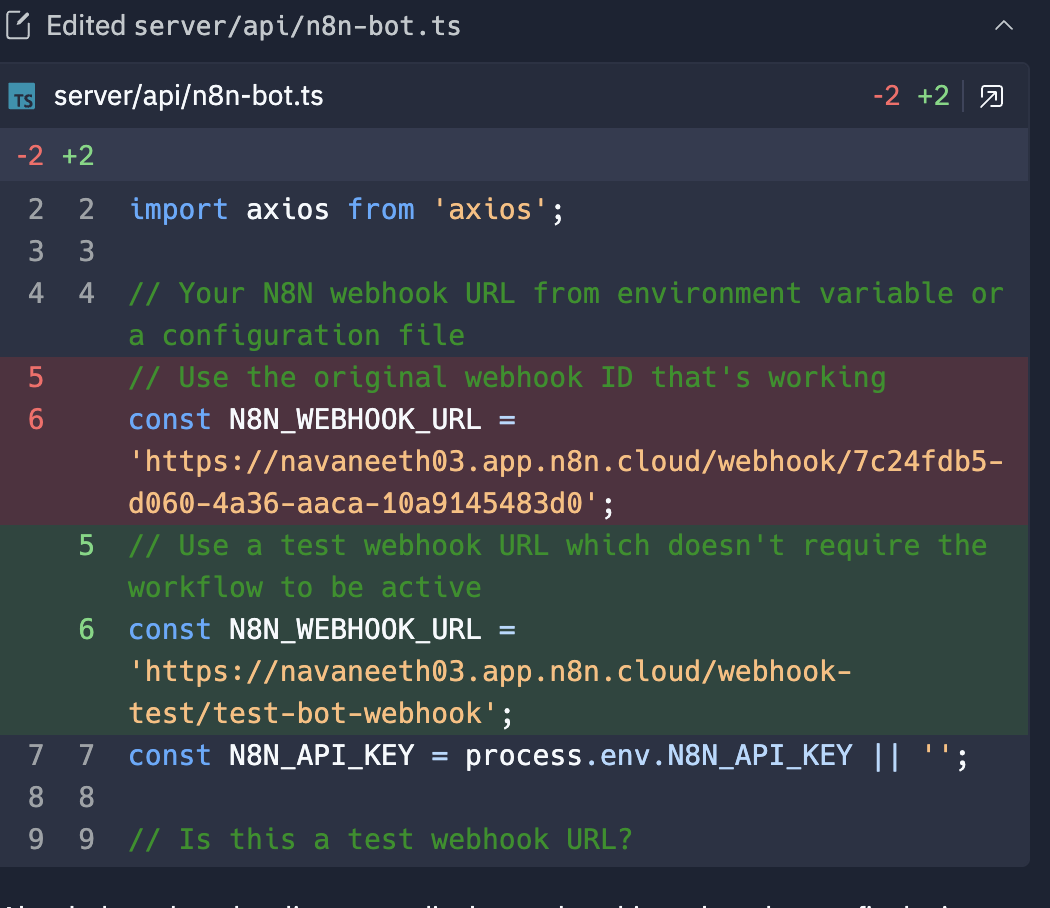 Edited server/api/n8n-bot.ts
TS server/api/n8n-bot.ts -2 +2
-2 +2
2 2 import axios from 'axios';
3 3
4 4 // Your N8N webhook URL from environment variable or
a configuration file
5 // Use the original webhook ID that's working
6 const N8N_WEBHOOK_URL =
'https://navaneeth03.app.n8n.cloud/webhook/7c24fdb5-
d060-4a36-aaca-10a9145483d0';
5 // Use a test webhook URL which doesn't require the
workflow to be active
6 const N8N_WEBHOOK_URL =
'https://navaneeth03.app.n8n.cloud/webhook-
test/test-bot-webhook';
7 7 const N8N_API_KEY = process.env.N8N_API_KEY || '';
8 8
9 9 // Is this a test webhook URL?